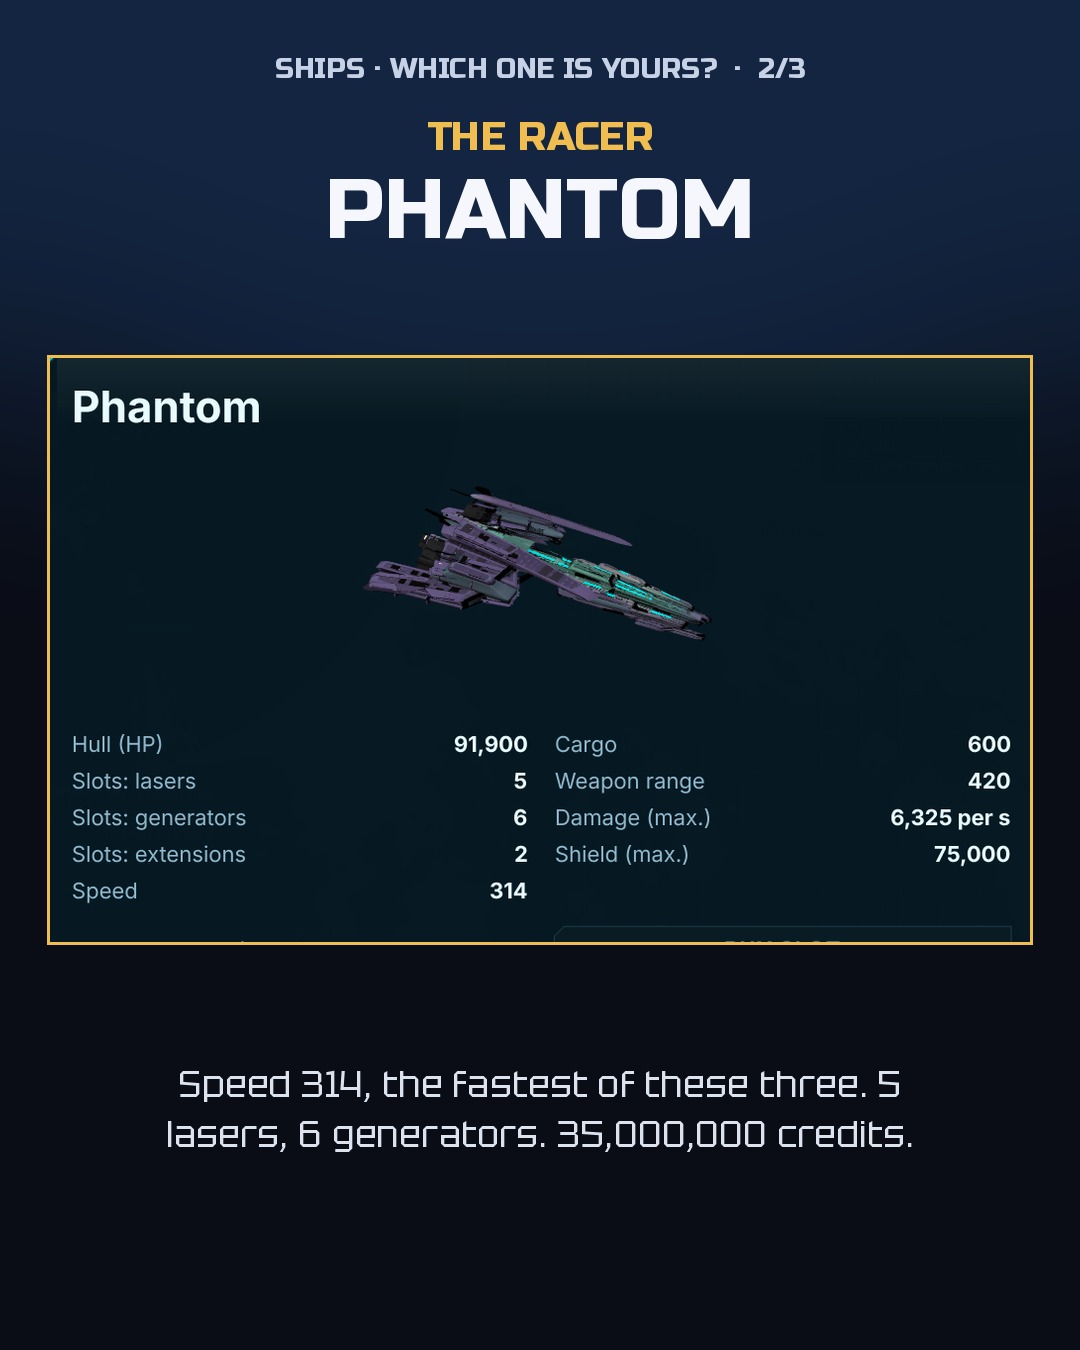 SHIPS · WHICH ONE IS YOURS? · 2/3
THE RACER
PHANTOM
Phantom
Hull (HP) 91,900
Slots: lasers 5
Slots: generators 6
Slots: extensions 2
Speed 314
Cargo 600
Weapon range 420
Damage (max.) 6,325 per s
Shield (max.) 75,000
Speed 314, the fastest of these three. 5
lasers, 6 generators. 35,000,000 credits.